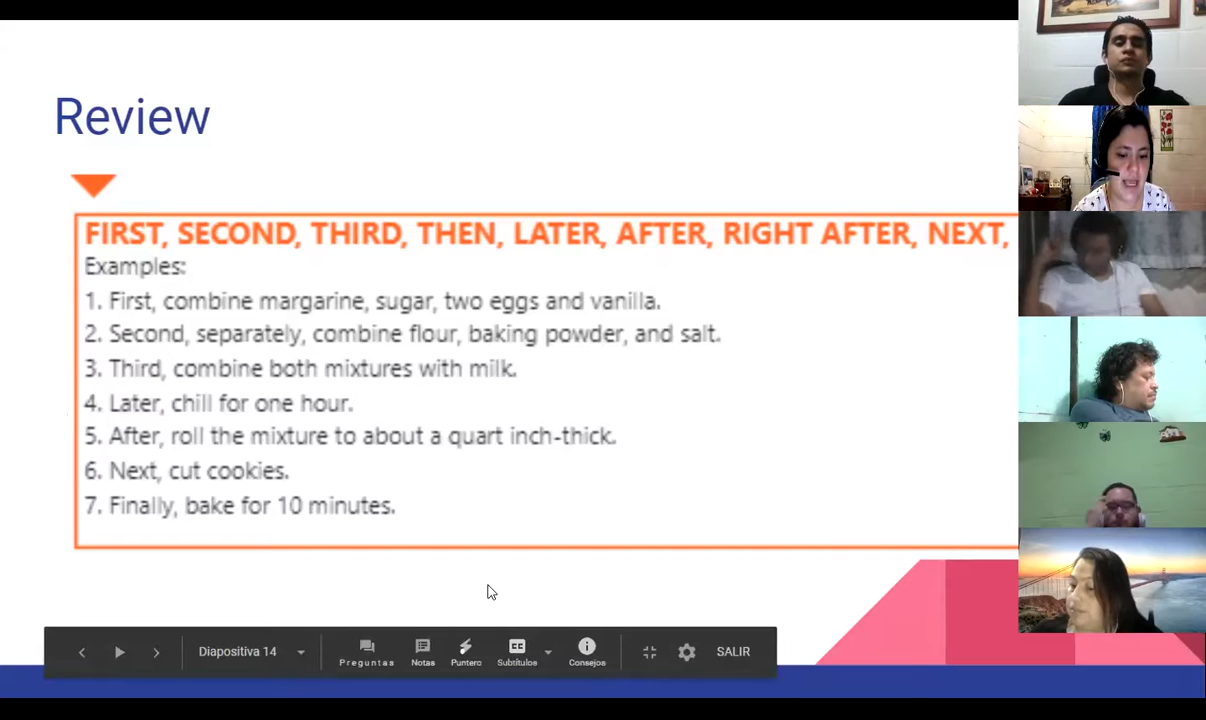 Review
FIRST, SECOND, THIRD, THEN, LATER, AFTER, RIGHT AFTER, NEXT,
Examples:
1. First, combine margarine, sugar, two eggs and vanilla.
2. Second, separately, combine flour, baking powder, and salt.
3. Third, combine both mixtures with milk.
4. Later, chill for one hour.
5. After, roll the mixture to about a quart inch-thick.
6. Next, cut cookies.
7. Finally, bake for 10 minutes.
Diapositiva 14
Preguntas
Notas
Puntero
CC
Subtítulos
Consejos
SALIR